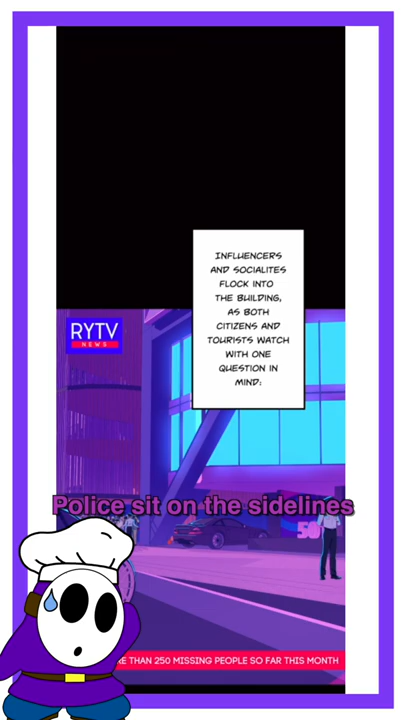 INFLUENCERS
AND SOCIALITES
FLOCK INTO
THE BUILDING,
AS BOTH
CITIZENS AND
TOURISTS WATCH
WITH ONE
QUESTION IN
MIND:
RYTV
NEWS
Police sit on the sidelines
50
THAN 250 MISSING PEOPLE SO FAR THIS MONTH